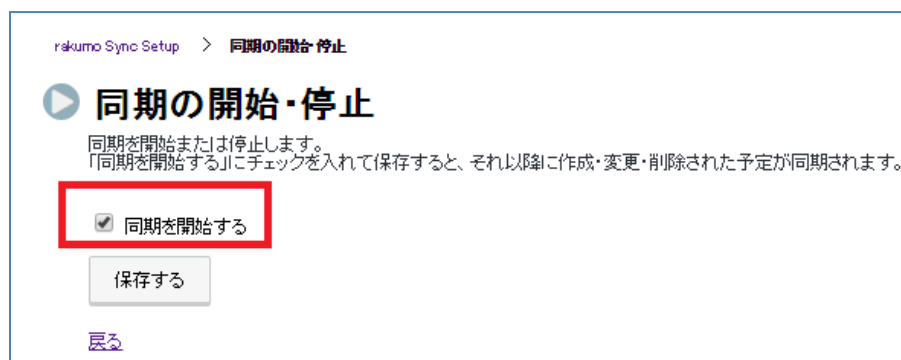 rakumo Sync Setup > 同期の開始・停止
同期の開始・停止
同期を開始または停止します。
「同期を開始する」にチェックを入れて保存すると、それ以降に作成・変更・削除された予定が同期されます。
同期を開始する
保存する
戻る